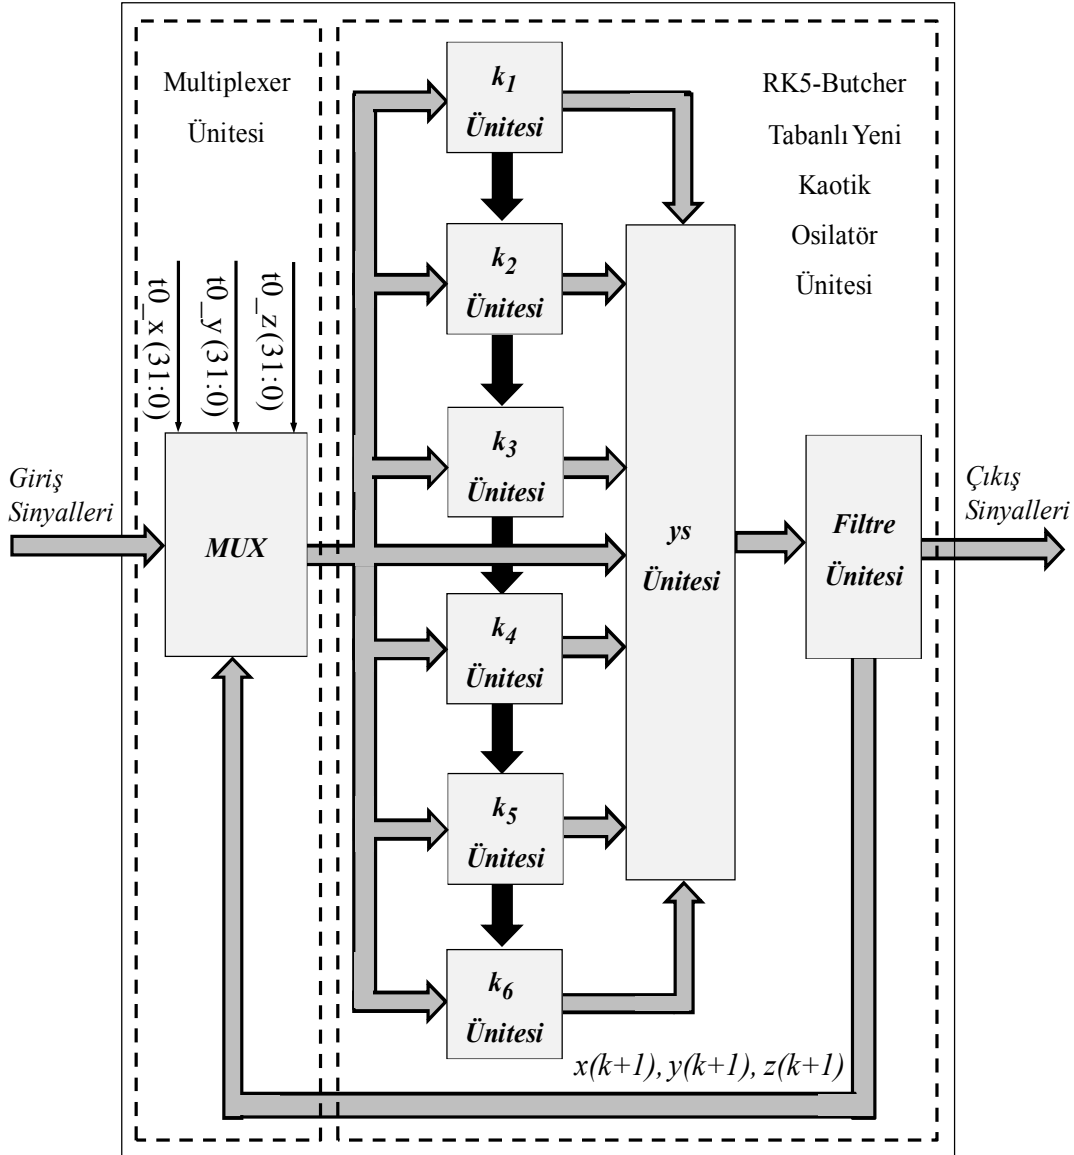 Multiplexer
Ünitesi
t0_x (31:0)
t0_y (31:0)
t0_z (31:0)
Giriş
Sinyalleri
MUX
k1
Ünitesi
k2
Ünitesi
k3
Ünitesi
k4
Ünitesi
k5
Ünitesi
k6
Ünitesi
ys
Ünitesi
RK5-Butcher
Tabanlı Yeni
Kaotik
Osilatör
Ünitesi
Filtre
Ünitesi
Çıkış
Sinyalleri
x(k+1), y(k+1), z(k+1)